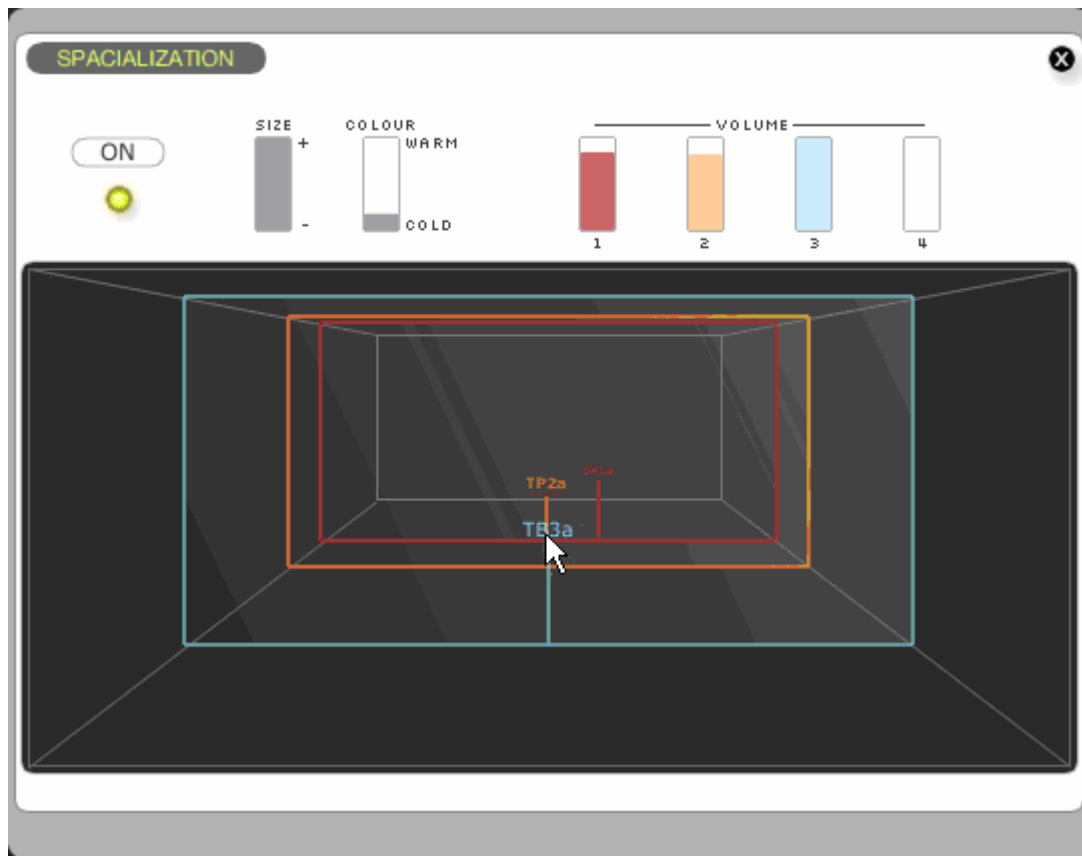 SPACIALIZATION
X
ON
SIZE
+
-
COLOUR
WARM
COLD
VOLUME
1
2
3
4
TP2a
TB3a